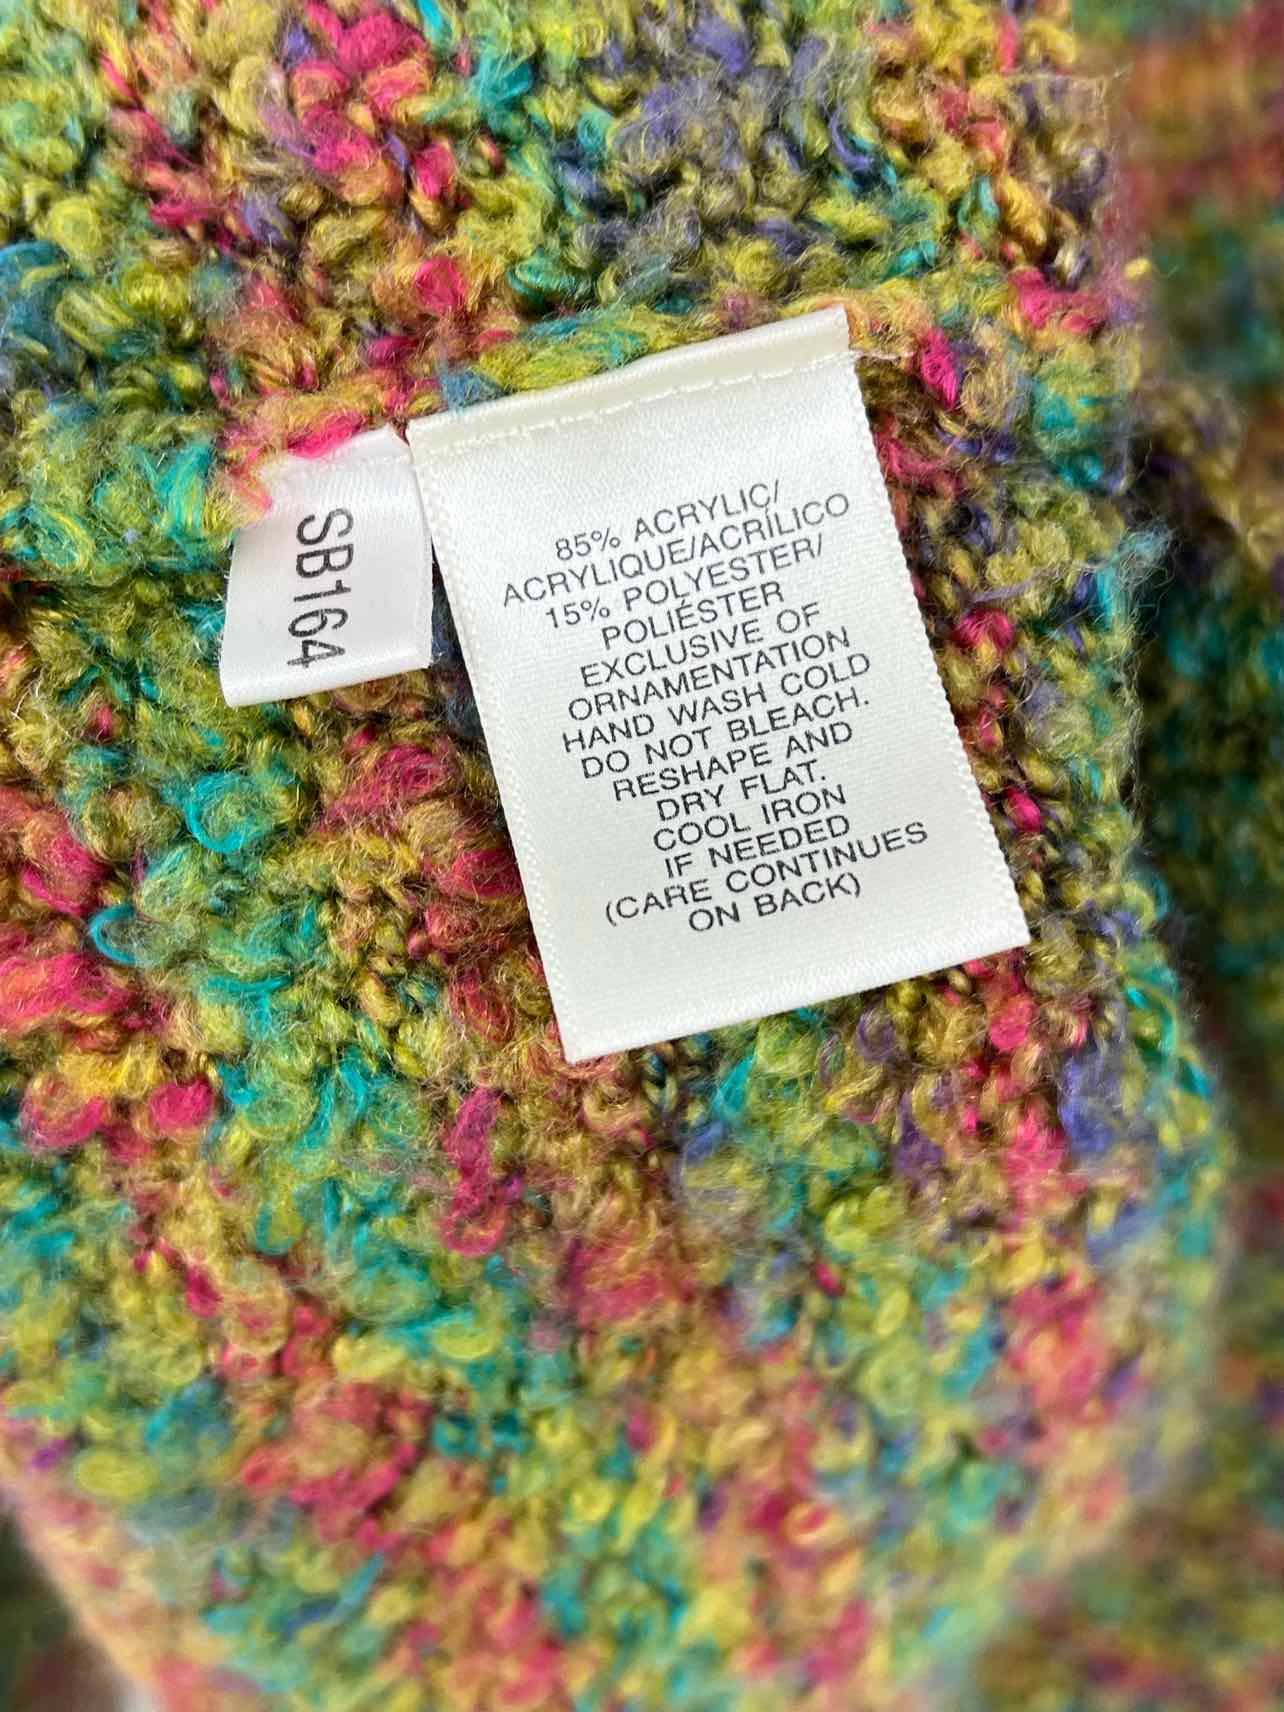 SB164
85% ACRYLIC/
ACRYLIQUE/ACRÍLICO
15% POLYESTER/
POLIÉSTER
EXCLUSIVE OF
ORNAMENTATION
HAND WASH COLD
DO NOT BLEACH.
RESHAPE AND
DRY FLAT.
COOL IRON
IF NEEDED
(CARE CONTINUES
ON BACK)